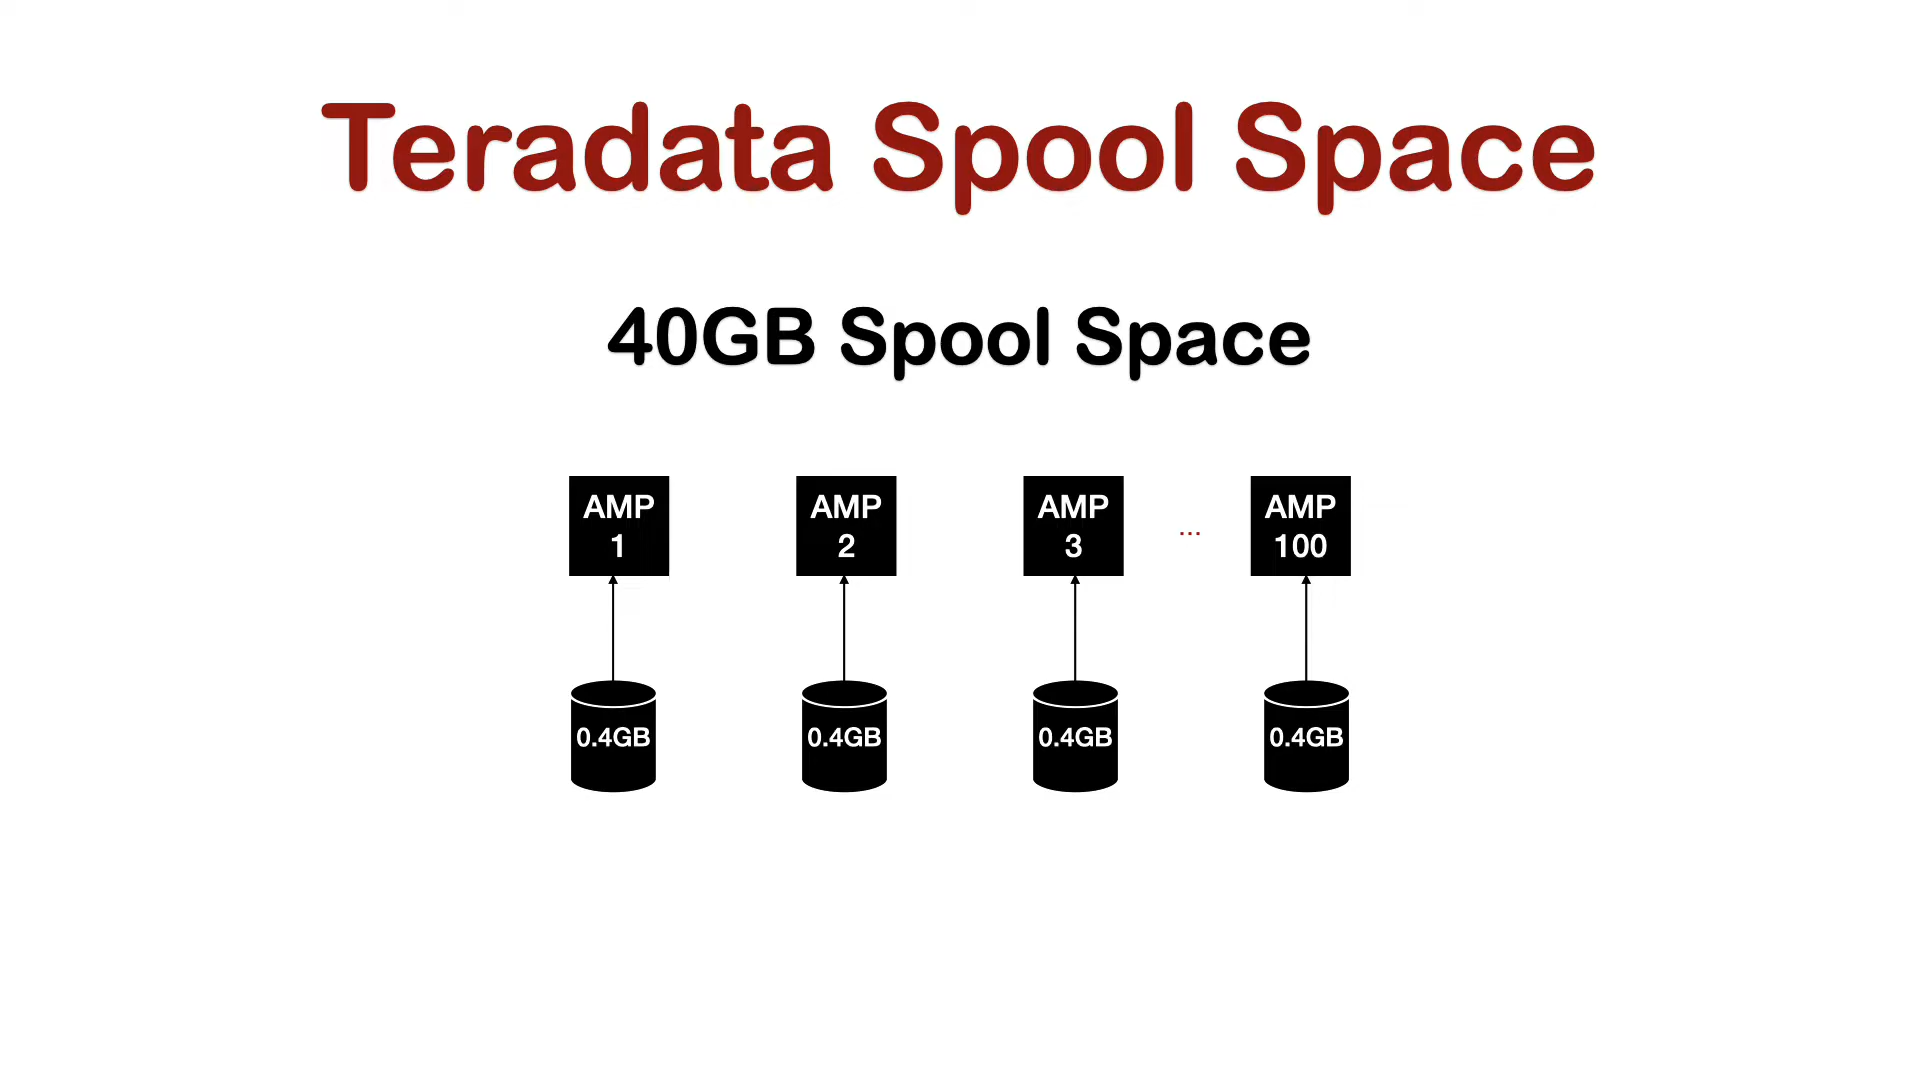 Teradata Spool Space
40GB Spool Space
AMP
1
AMP
2
AMP
3
...
AMP
100
0.4GB
0.4GB
0.4GB
0.4GB